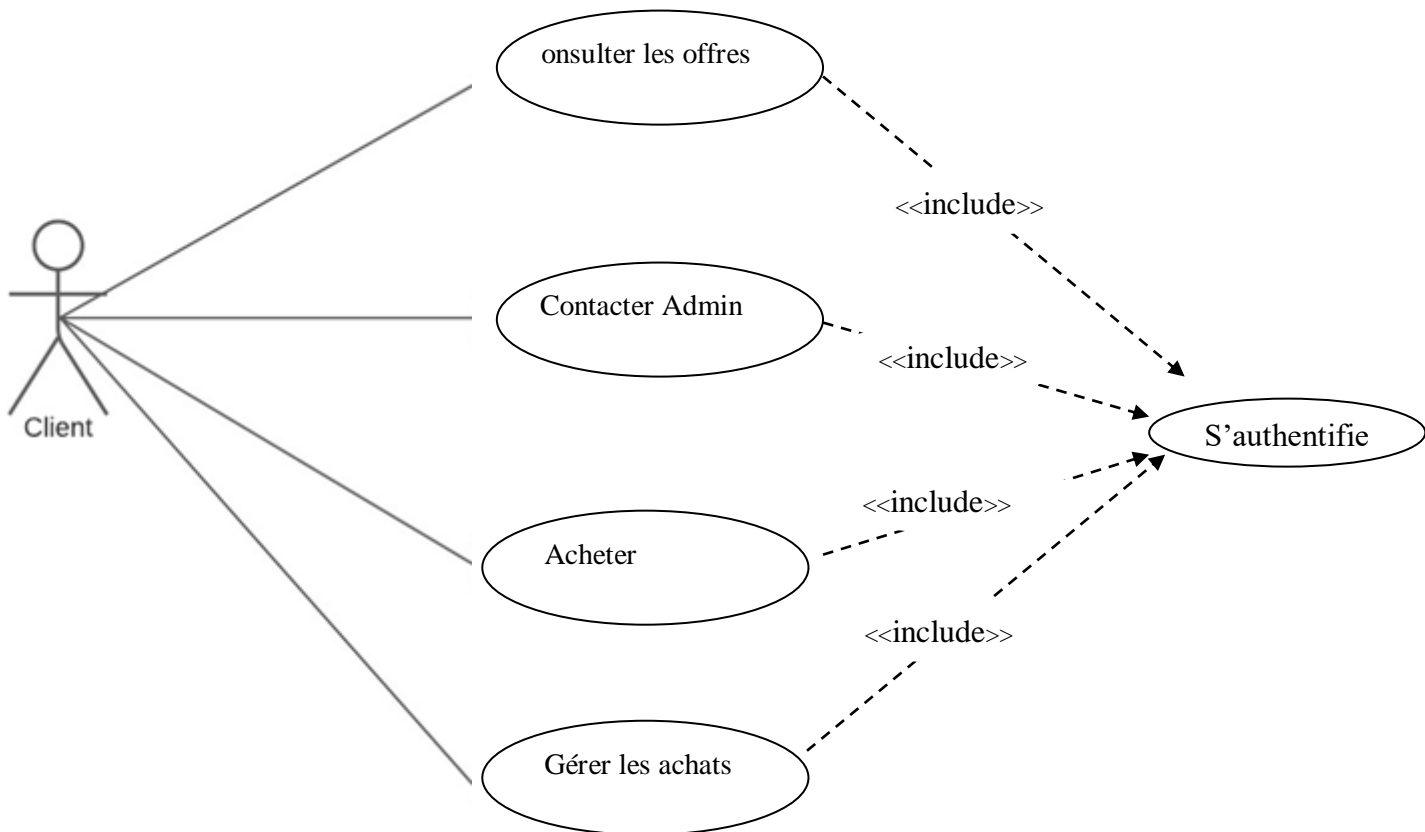 onsulter les offres
<<include>>
Contacter Admin
<<include>>
Client
S’authentifie
<<include>>
Acheter
<<include>>
Gérer les achats